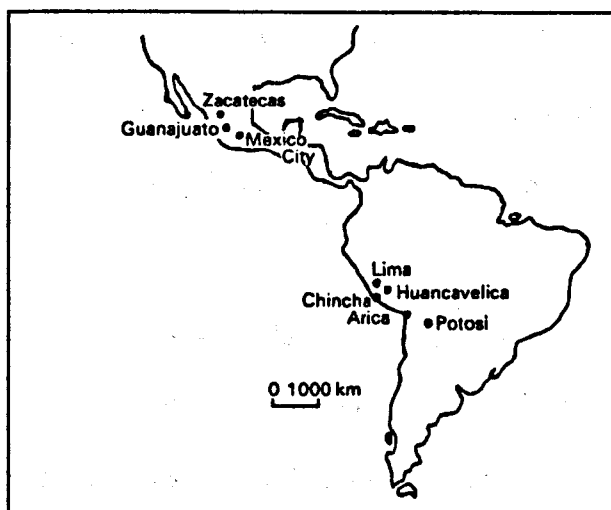 Zacatecas
Guanajuato
Mexico
City
Lima
Huancavelica
Chincha
Arica
Potosi
0 1000 km